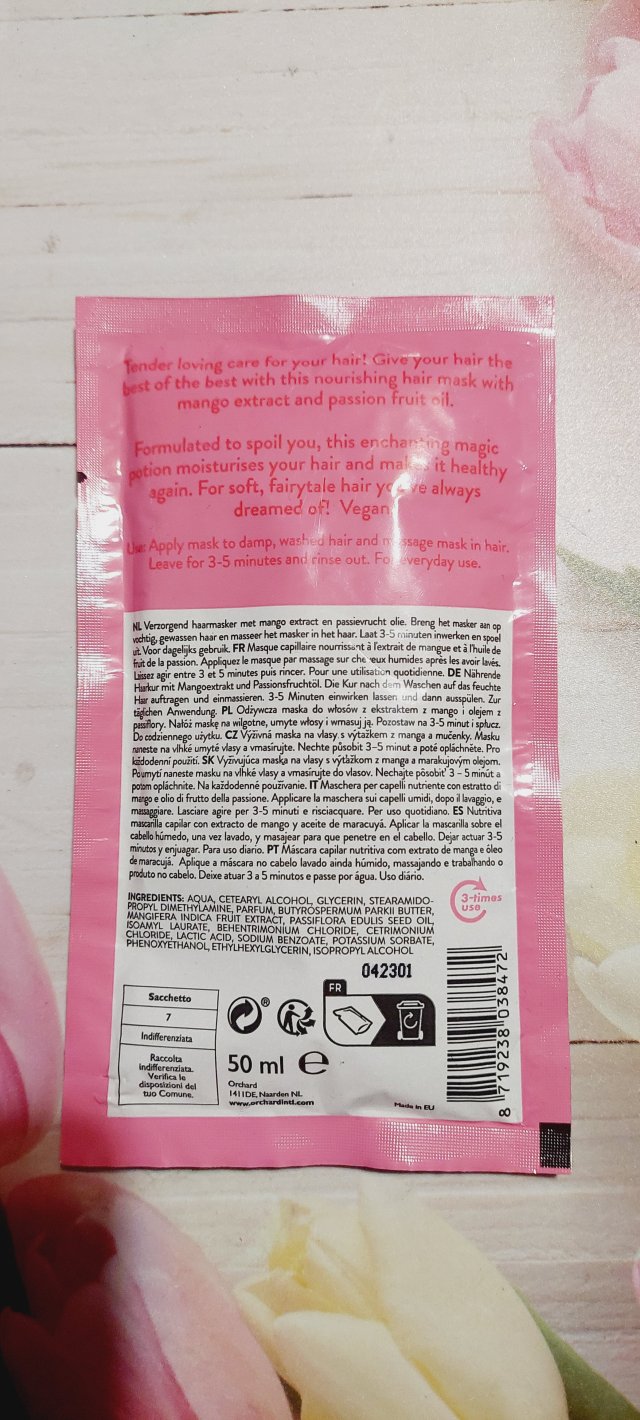 Tender loving care for your hair! Give your hair the
best of the best with this nourishing hair mask with
mango extract and passion fruit oil.
Formulated to spoil you, this enchanting magic
potion moisturises your hair and makes it healthy
again. For soft, fairytale hair you've always
dreamed of! Vegan
Use: Apply mask to damp, washed hair and massage mask in hair.
Leave for 3-5 minutes and rinse out. For everyday use.
NL Verzorgend haarmasker met mango extract en passievrucht olie. Breng het masker aan op
vochtig, gewassen haar en masseer het masker in het haar. Laat 3-5 minuten inwerken en spoel
uit. Voor dagelijks gebruik. FR Masque capillaire nourrissant à l'extrait de mangue et à l'huile de
fruit de la passion. Appliquez le masque par massage sur cheveux humides après les avoir lavés.
Laissez agir entre 3 et 5 minutes puis rincer. Pour une utilisation quotidienne. DE Nährende
Haarkur mit Mangoextrakt und Passionsfruchtöl. Die Kur nach dem Waschen auf das feuchte
Haar auftragen und einmassieren. 3-5 Minuten einwirken lassen und dann ausspülen. Zur
täglichen Anwendung. PL Odżywcza maska do włosów z ekstraktem z mango i olejem z
passiflory. Nałóż maskę na wilgotne, umyte włosy i wmasuj ją. Pozostaw na 3-5 minut i spłucz.
Do codziennego użytku. CZ Výživná maska na vlasy s výtažkem z manga a mučenky. Masku
naneste na vlhké umyté vlasy a vmasírujte. Nechte působit 3–5 minut a poté opláchněte. Pro
každodenní použití. SK Vyživujúca maska na vlasy s výťažkom z manga a marakujovým olejom.
Po umytí naneste masku na vlhké vlasy a vmasírujte do vlasov. Nechajte pôsobiť 3 – 5 minút a
potom opláchnite. Na každodenné používanie. IT Maschera per capelli nutriente con estratto di
mango e olio di frutto della passione. Applicare la maschera sui capelli umidi, dopo il lavaggio, e
massaggiare. Lasciare agire per 3-5 minuti e risciacquare. Per uso quotidiano. ES Nutritiva
mascarilla capilar con extracto de mango y aceite de maracuyá. Aplicar la mascarilla sobre el
cabello húmedo, una vez lavado, y masajear para que penetre en el cabello. Dejar actuar 3-5
minutos y enjuagar. Para uso diario. PT Máscara capilar nutritiva com extrato de manga e óleo
de maracujá. Aplique a máscara no cabelo lavado ainda húmido, massajando e trabalhando o
produto no cabelo. Deixe atuar 3 a 5 minutos e passe por água. Uso diário.
INGREDIENTS: AQUA, CETEARYL ALCOHOL, GLYCERIN, STEARAMIDO-
PROPYL DIMETHYLAMINE, PARFUM, BUTYROSPERMUM PARKII BUTTER,
MANGIFERA INDICA FRUIT EXTRACT, PASSIFLORA EDULIS SEED OIL,
ISOAMYL LAURATE, BEHENTRIMONIUM CHLORIDE, CETRIMONIUM
CHLORIDE, LACTIC ACID, SODIUM BENZOATE, POTASSIUM SORBATE,
PHENOXYETHANOL, ETHYLHEXYLGLYCERIN, ISOPROPYL ALCOHOL
3-times
use
042301
Sacchetto
7
Indifferenziata
Raccolta
indifferenziata.
Verifica le
disposizioni del
tuo Comune.
®
FR
50 ml e
Orchard
1411DE, Naarden NL
www.orchardintl.com
Made in EU
8 719238 038472